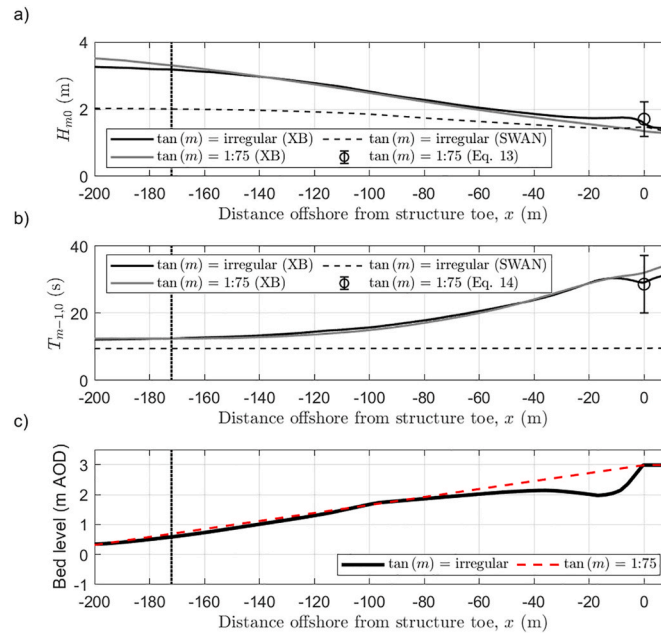 a)
H_{m0} (m)
4
2
0
tan (m) = irregular (XB)
tan (m) = 1:75 (XB)
tan (m) = irregular (SWAN)
tan (m) = 1:75 (Eq. 13)
-200 -180 -160 -140 -120 -100 -80 -60 -40 -20 0
Distance offshore from structure toe, x (m)
b)
T_{m-1,0} (s)
40
20
0
tan (m) = irregular (XB)
tan (m) = 1:75 (XB)
tan (m) = irregular (SWAN)
tan (m) = 1:75 (Eq. 14)
-200 -180 -160 -140 -120 -100 -80 -60 -40 -20 0
Distance offshore from structure toe, x (m)
c)
Bed level (m AOD)
3
2
1
0
-1
tan (m) = irregular
tan (m) = 1:75
-200 -180 -160 -140 -120 -100 -80 -60 -40 -20 0
Distance offshore from structure toe, x (m)